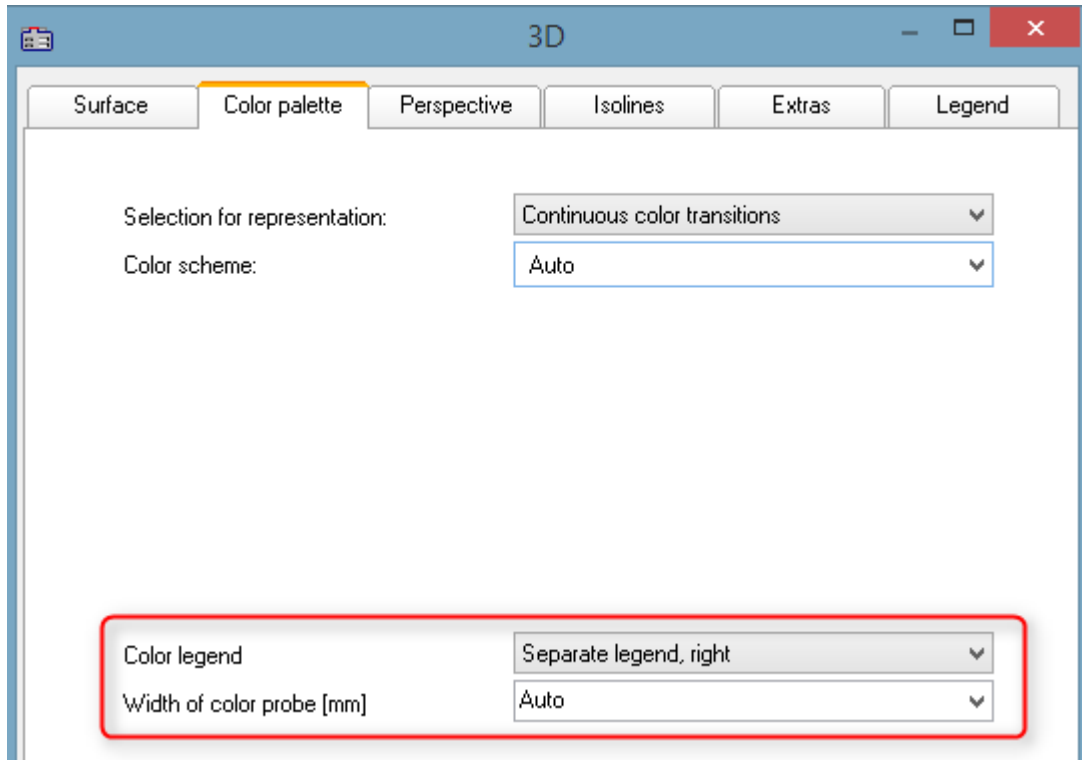 3D
Surface Color palette Perspective Isolines Extras Legend
Selection for representation: Continuous color transitions
Color scheme: Auto
Color legend Separate legend, right
Width of color probe [mm] Auto